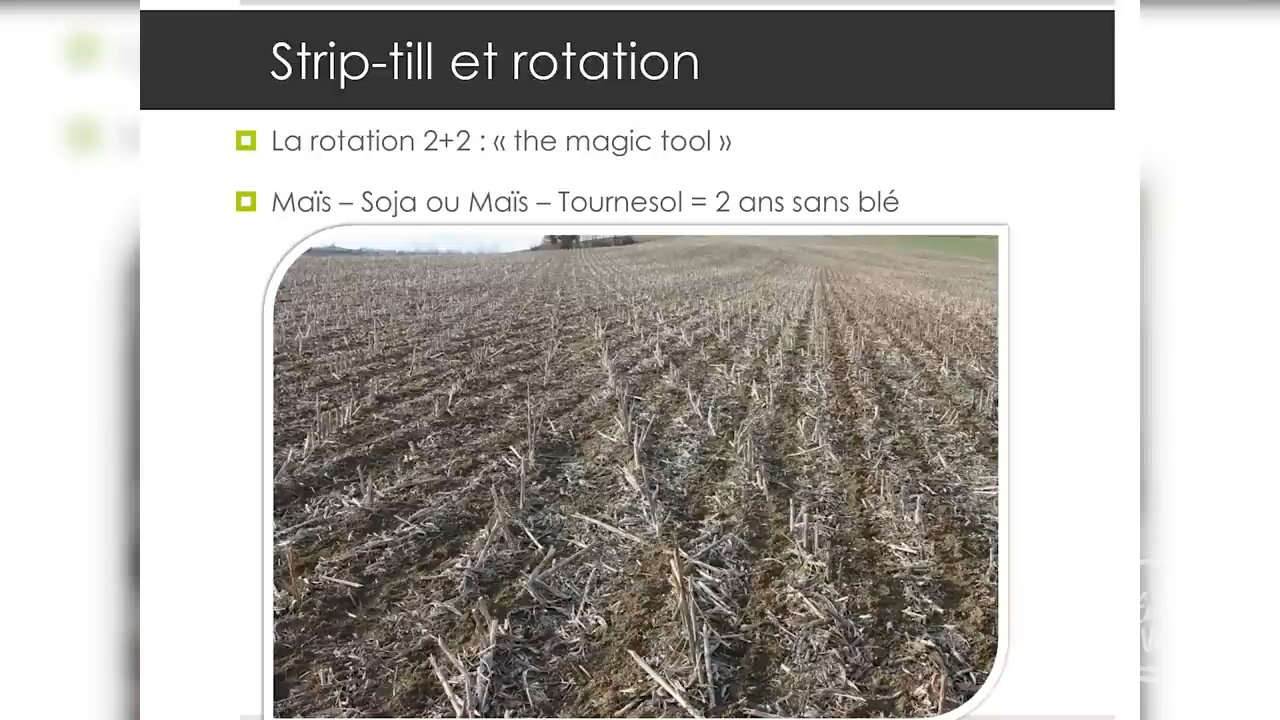 Strip-till et rotation
La rotation 2+2 : « the magic tool »
Maïs – Soja ou Maïs – Tournesol = 2 ans sans blé